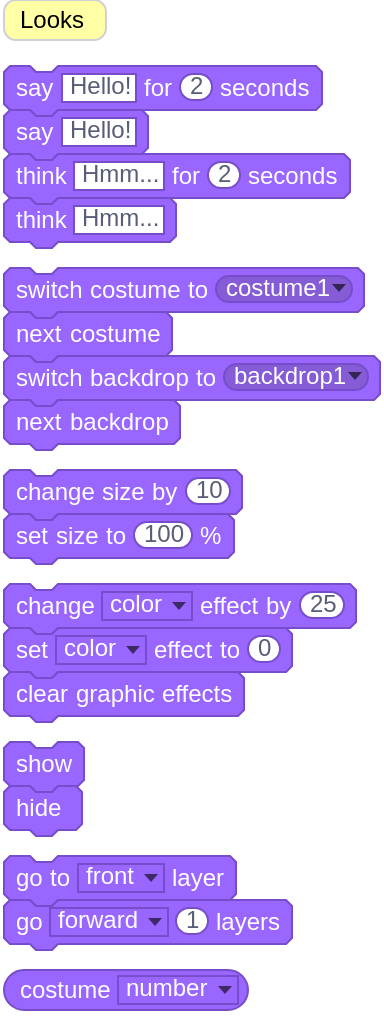 Looks
say Hello! for 2 seconds
say Hello!
think Hmm... for 2 seconds
think Hmm...
switch costume to costume1
next costume
switch backdrop to backdrop1
next backdrop
change size by 10
set size to 100 %
change color effect by 25
set color effect to 0
clear graphic effects
show
hide
go to front layer
go forward 1 layers
costume number